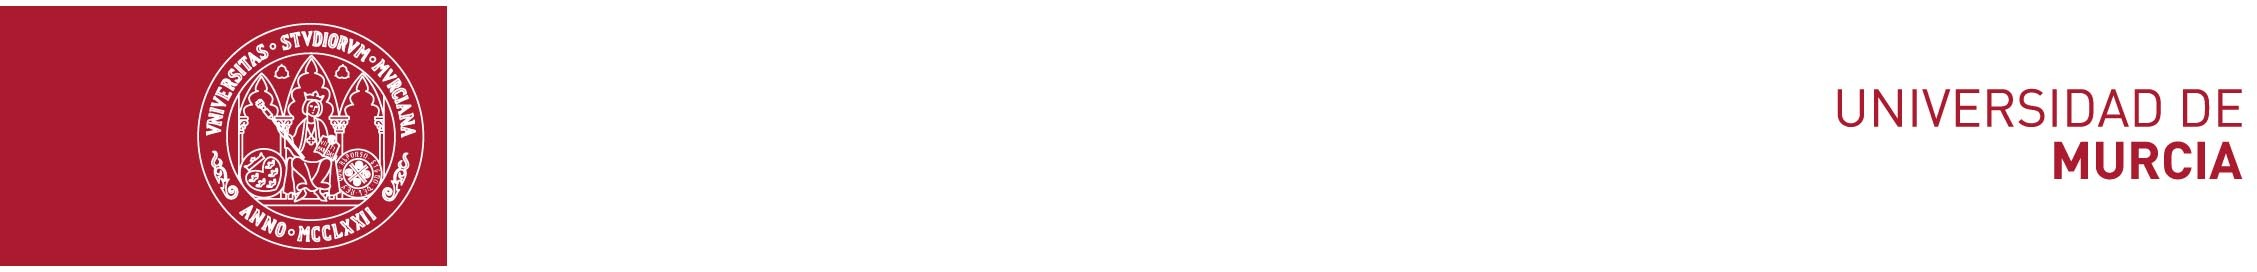 VNIVERSITAS · STVDIORVM · MVRCIANA
ANNO · MCCLXXII
UNIVERSIDAD DE
MURCIA